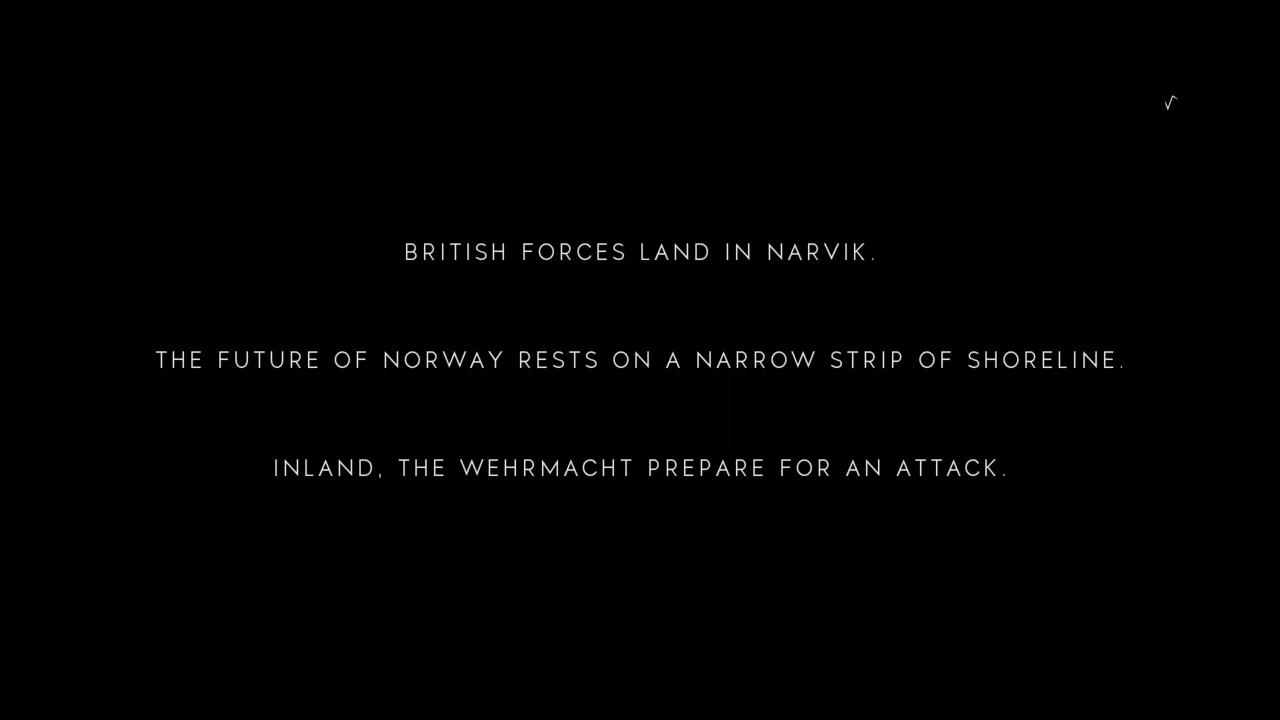 BRITISH FORCES LAND IN NARVIK.
THE FUTURE OF NORWAY RESTS ON A NARROW STRIP OF SHORELINE.
INLAND, THE WEHRMACHT PREPARE FOR AN ATTACK.